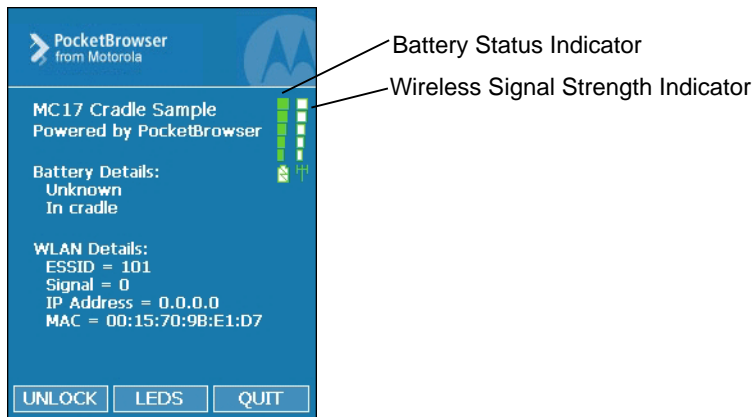 PocketBrowser
from Motorola
Battery Status Indicator
Wireless Signal Strength Indicator
MC17 Cradle Sample
Powered by PocketBrowser
Battery Details:
Unknown
In cradle
WLAN Details:
ESSID = 101
Signal = 0
IP Address = 0.0.0.0
MAC = 00:15:70:9B:E1:D7
UNLOCK LEDS QUIT